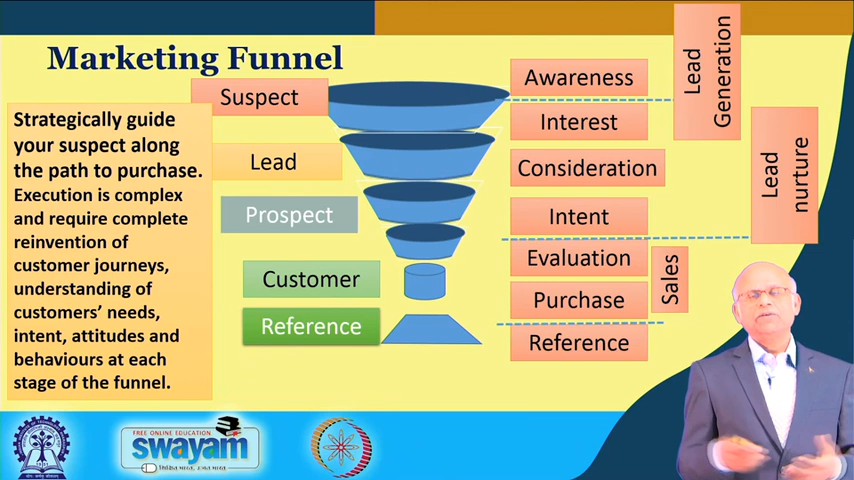 Marketing Funnel
Strategically guide
your suspect along
the path to purchase.
Execution is complex
and require complete
reinvention of
customer journeys,
understanding of
customers' needs,
intent, attitudes and
behaviours at each
stage of the funnel.
Suspect
Lead
Prospect
Customer
Reference
Awareness
Interest
Consideration
Intent
Evaluation
Purchase
Reference
Lead
Generation
Lead
nurture
Sales
FREE ONLINE EDUCATION
swayam